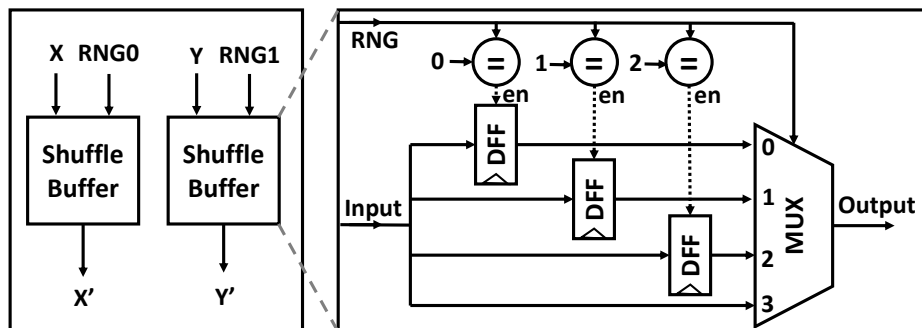 X RNG0
Y RNG1
Shuffle
Buffer
Shuffle
Buffer
X'
Y'
RNG
0
=
1
=
2
=
en
en
en
DFF
DFF
DFF
Input
0
1
2
3
MUX
Output